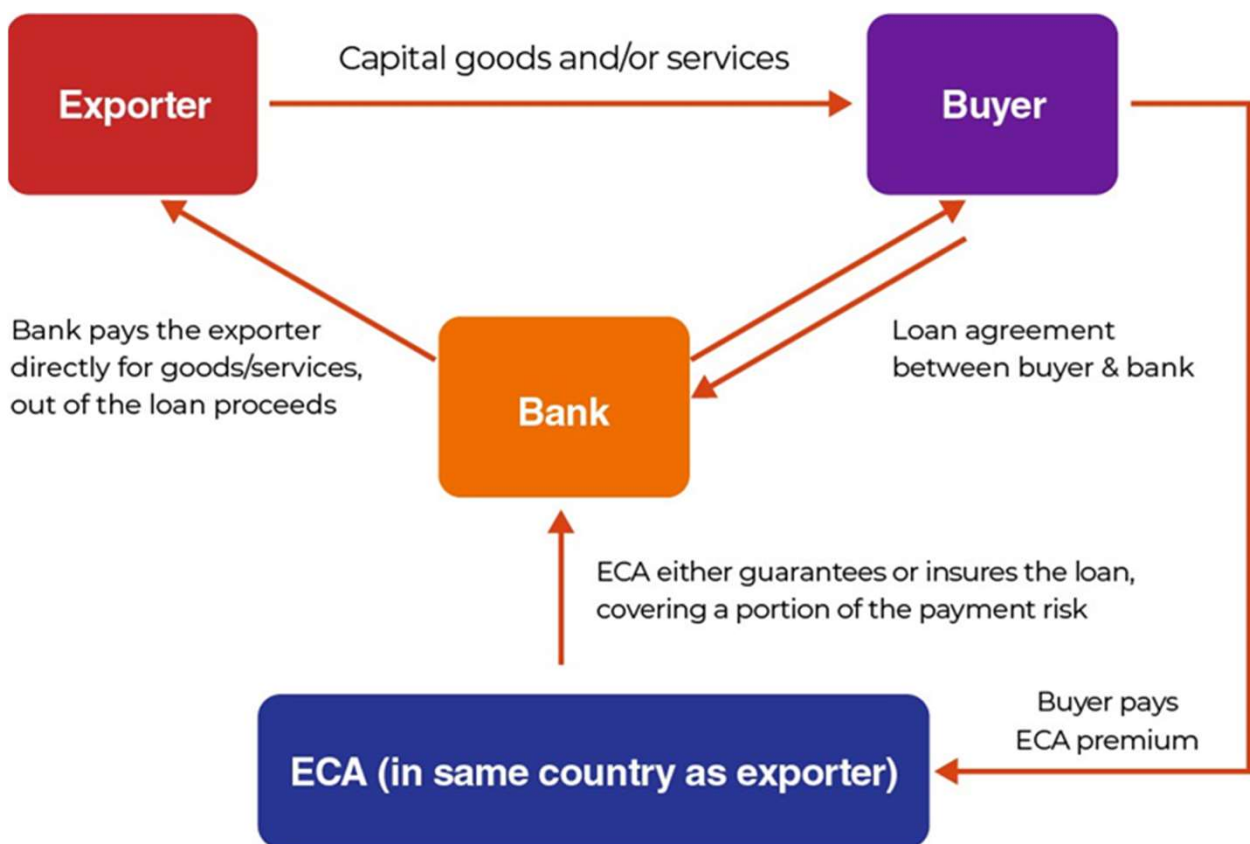 Capital goods and/or services
Exporter
Buyer
Bank pays the exporter
directly for goods/services,
out of the loan proceeds
Loan agreement
between buyer & bank
Bank
ECA either guarantees or insures the loan,
covering a portion of the payment risk
Buyer pays
ECA premium
ECA (in same country as exporter)